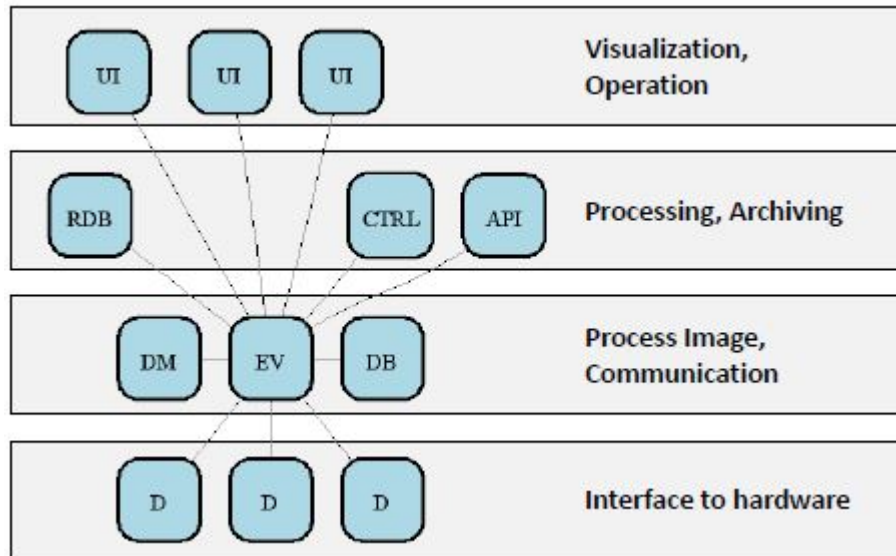 UI UI UI
Visualization,
Operation
RDB CTRL API
Processing, Archiving
DM EV DB
Process Image,
Communication
D D D
Interface to hardware